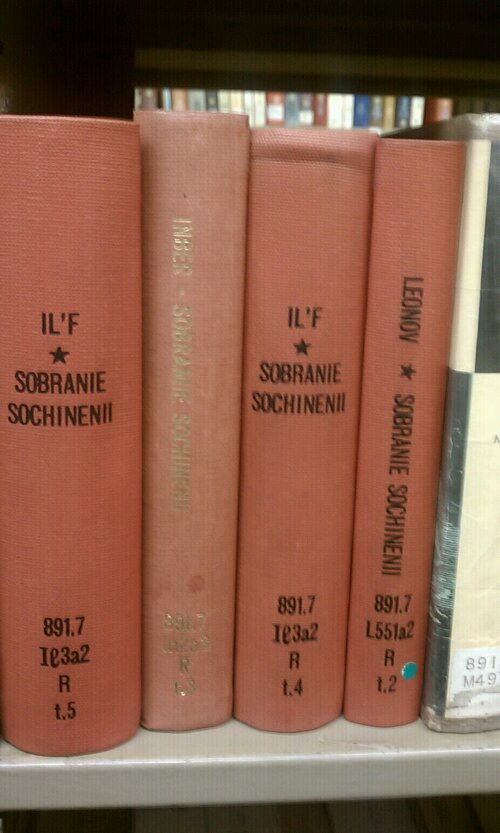 IL'F
★
SOBRANIE
SOCHINENII
891.7
Il3a2
R
t.5
INBER - SOBRANIE SOCHINENII
891.7
R
t.3
IL'F
★
SOBRANIE
SOCHINENII
891.7
Il3a2
R
t.4
LEONOV ★ SOBRANIE SOCHINENII
891.7
L551a2
R
t.2
891
M49